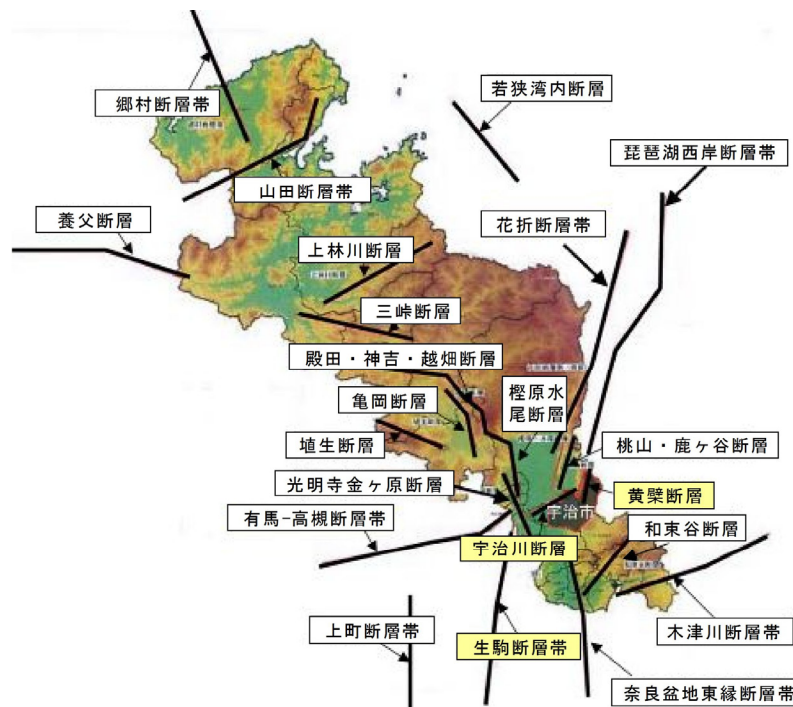 郷村断層帯
若狭湾内断層
琵琶湖西岸断層帯
山田断層帯
養父断層
花折断層帯
上林川断層
三峠断層
殿田・神吉・越畑断層
樫原水
尾断層
亀岡断層
埴生断層
桃山・鹿ヶ谷断層
光明寺金ヶ原断層
黄檗断層
宇治市
有馬−高槻断層帯
和東谷断層
宇治川断層
上町断層帯
生駒断層帯
木津川断層帯
奈良盆地東縁断層帯